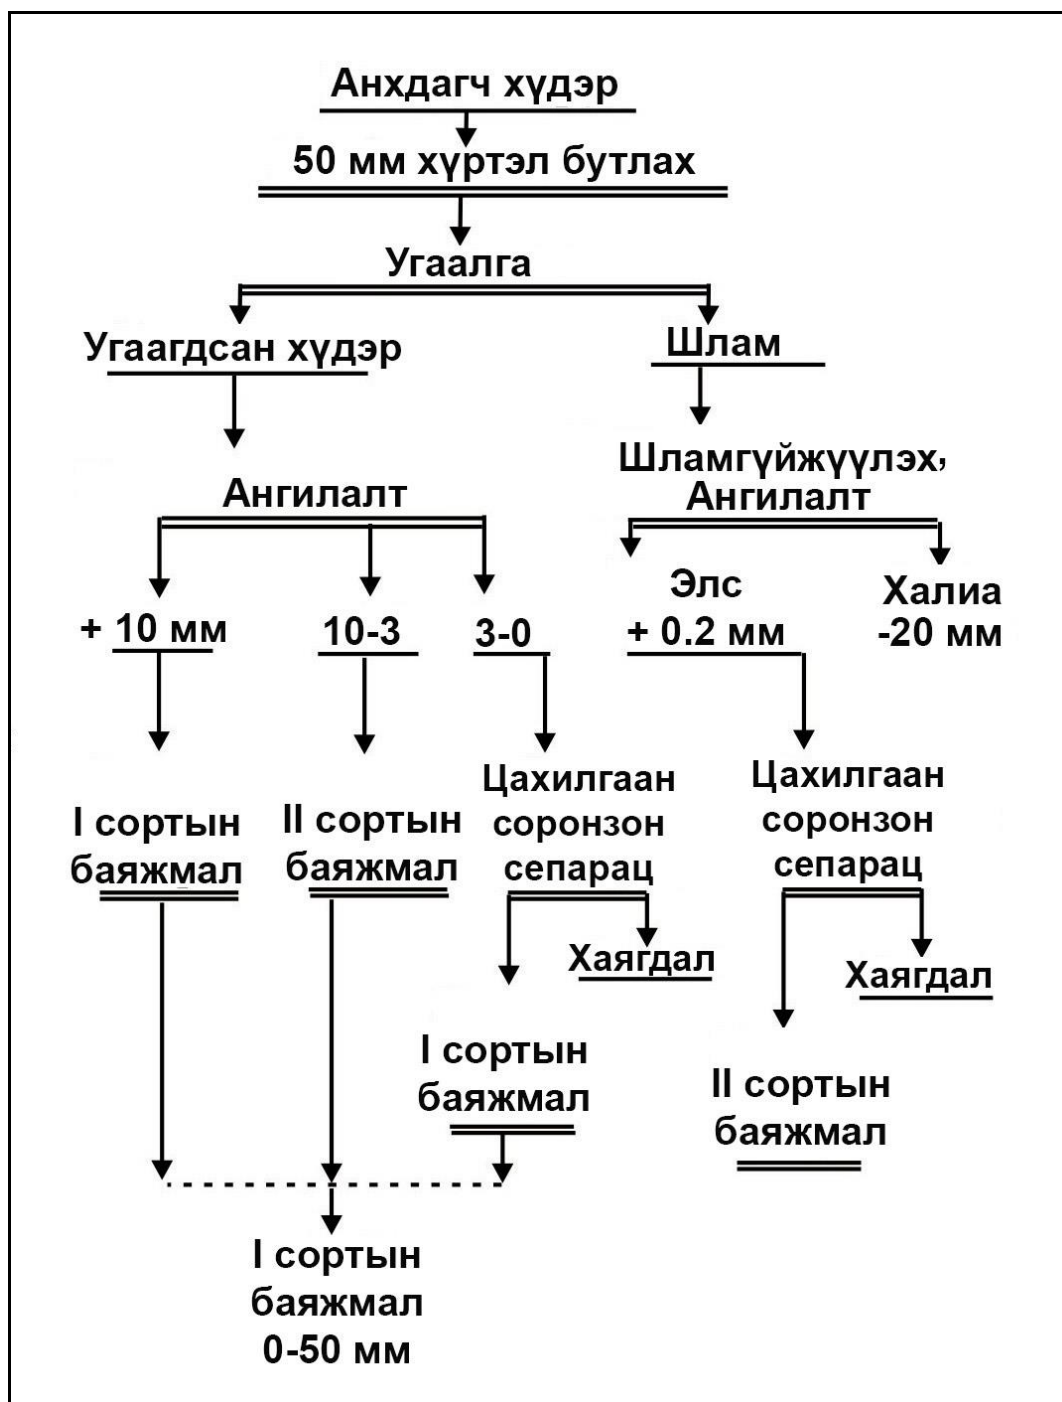 Анхдагч хүдэр
50 мм хүртэл бутлах
Угаалга
Угаагдсан хүдэр
Шлам
Ангилалт
Шламгүйжүүлэх,
Ангилалт
+ 10 мм
10-3
3-0
Элс
+ 0.2 мм
Халиа
-20 мм
I сортын
баяжмал
II сортын
баяжмал
Цахилгаан
соронзон
сепарац
Цахилгаан
соронзон
сепарац
Хаягдал
Хаягдал
I сортын
баяжмал
II сортын
баяжмал
I сортын
баяжмал
0-50 мм